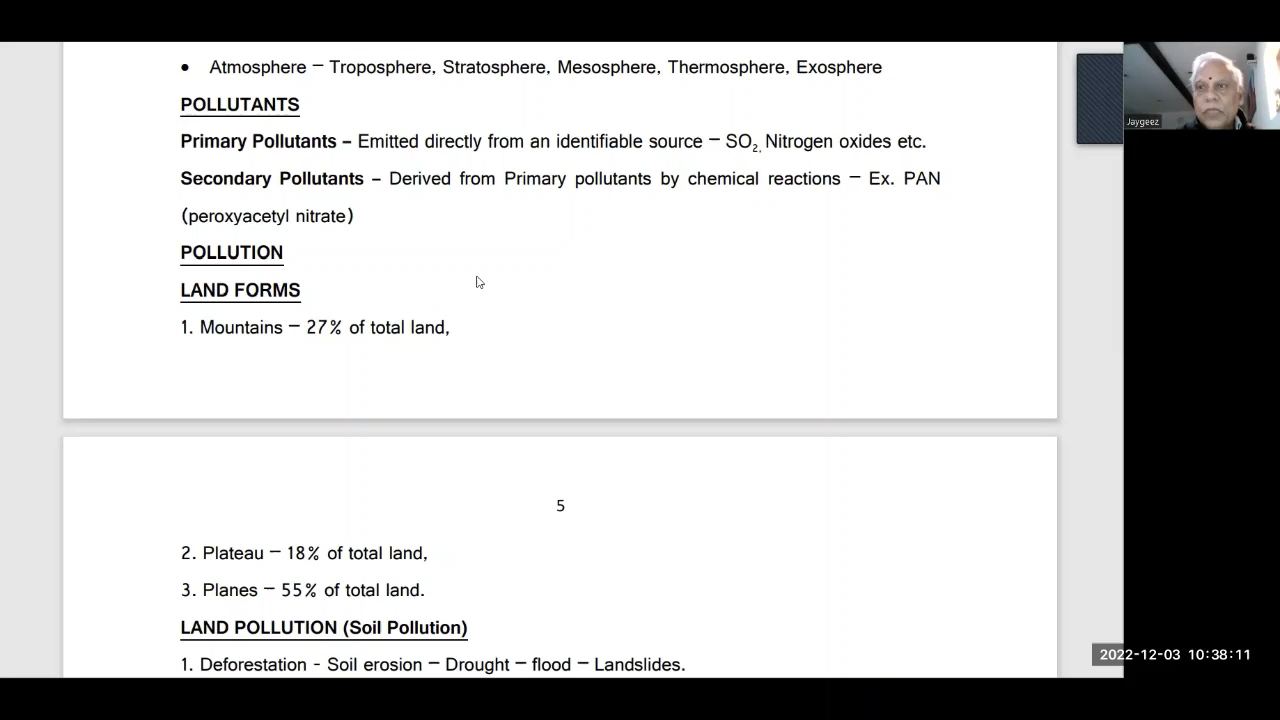 • Atmosphere – Troposphere, Stratosphere, Mesosphere, Thermosphere, Exosphere
POLLUTANTS
Primary Pollutants – Emitted directly from an identifiable source – SO2, Nitrogen oxides etc.
Secondary Pollutants – Derived from Primary pollutants by chemical reactions – Ex. PAN
(peroxyacetyl nitrate)
POLLUTION
LAND FORMS
1. Mountains – 27% of total land,
5
2. Plateau – 18% of total land,
3. Planes – 55% of total land.
LAND POLLUTION (Soil Pollution)
1. Deforestation - Soil erosion – Drought – flood – Landslides.
Jaygeez
2022-12-03 10:38:11